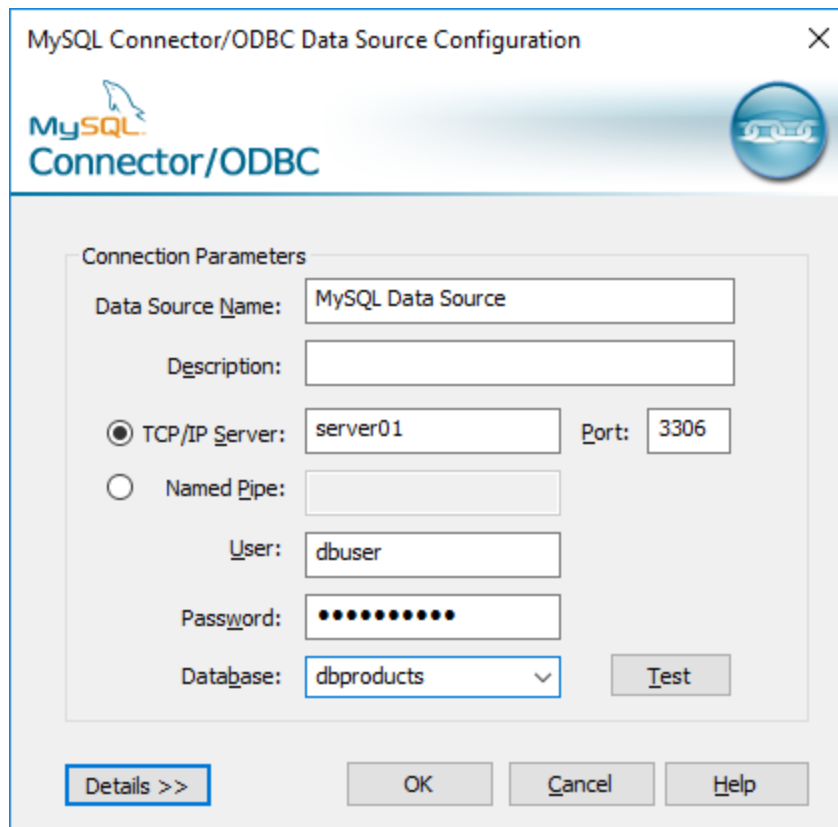 MySQL Connector/ODBC Data Source Configuration
MySQL
Connector/ODBC
Connection Parameters
Data Source Name: MySQL Data Source
Description:
TCP/IP Server: server01 Port: 3306
Named Pipe:
User: dbuser
Password: ••••••••••
Database: dbproducts Test
Details >> OK Cancel Help